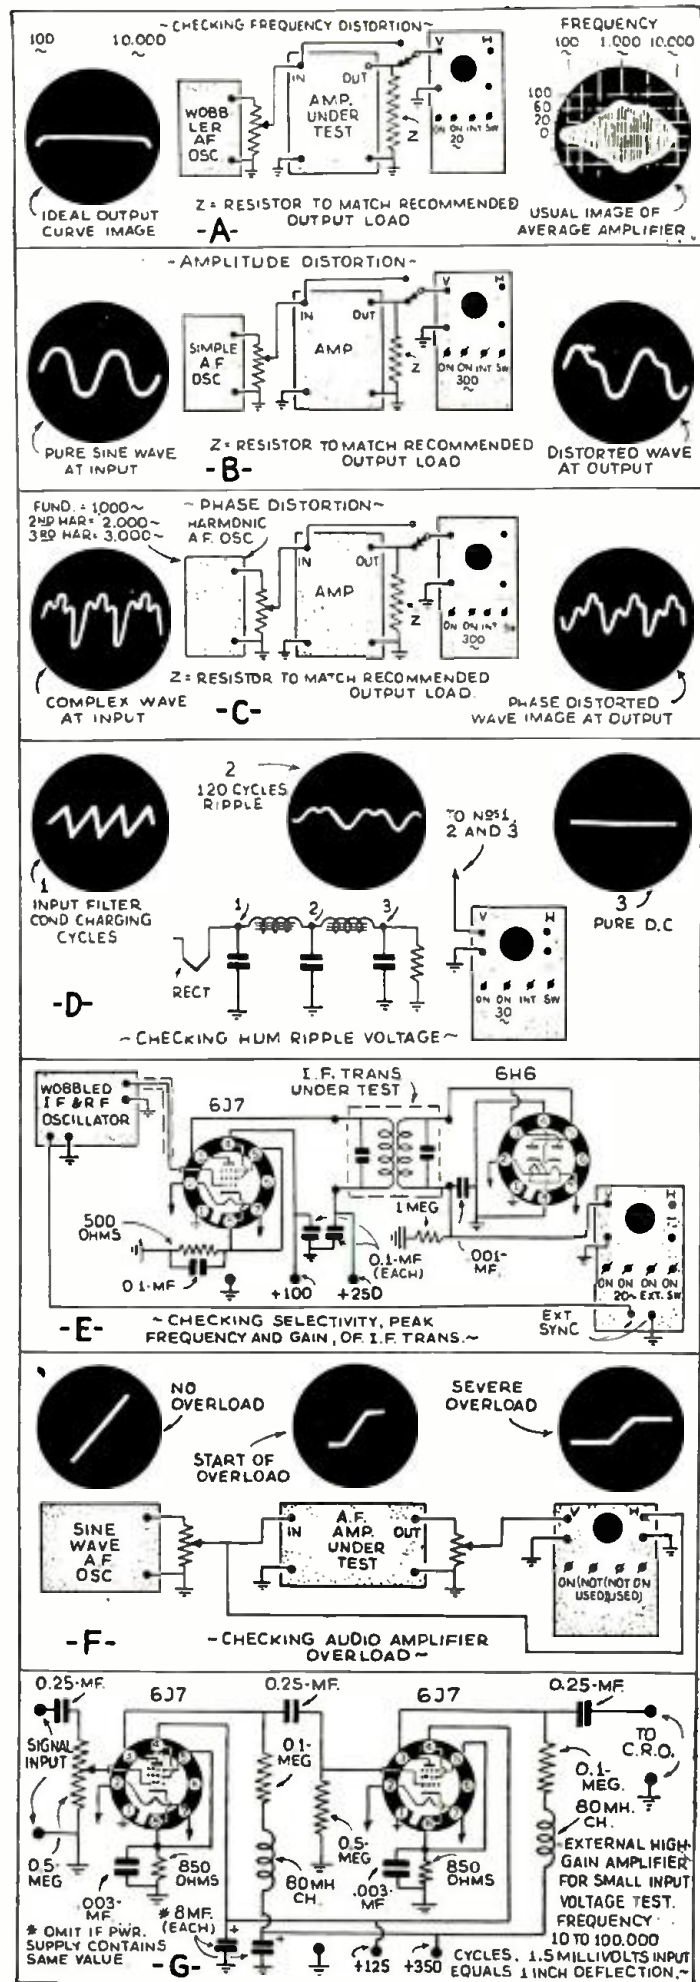 ~CHECKING FREQUENCY DISTORTION~
FREQUENCY
100 10.000
100 1.000 10.000
100
60
20
0
IN
OUT
WOBB
LER
AF
OSC
AMP.
UNDER
TEST
Z
V H
ON ON INT SW
20
~
IDEAL OUTPUT
CURVE IMAGE
Z = RESISTOR TO MATCH RECOMMENDED
OUTPUT LOAD
-A-
USUAL IMAGE OF
AVERAGE AMPLIFIER
-AMPLITUDE DISTORTION~
IN
OUT
SIMPLE
A.F.
OSC
AMP
Z
V H
ON ON INT SW
300
~
PURE SINE WAVE
AT INPUT
Z = RESISTOR TO MATCH RECOMMENDED
OUTPUT LOAD
-B-
DISTORTED WAVE
AT OUTPUT
FUND. = 1,000~
2ND HAR= 2,000~
3RD HAR= 3,000~
~ PHASE DISTORTION~
HARMONIC
A.F. OSC
IN
OUT
AMP
Z
V H
ON ON INT SW
300
~
COMPLEX WAVE
AT INPUT
Z = RESISTOR TO MATCH RECOMMENDED
OUTPUT LOAD.
-C-
PHASE DISTORTED
WAVE IMAGE AT OUTPUT
2
120 CYCLES
RIPPLE
TO NOS 1,
2 AND 3
1
INPUT FILTER
COND CHARGING
CYCLES
3
PURE D.C
1 2 3
RECT
V H
ON ON INT SW
30
~
-D-
~CHECKING HUM RIPPLE VOLTAGE~
WOBBLED
I F & R F
OSCILLATOR
6J7
I.F. TRANS
UNDER TEST
6H6
500
OHMS
0.1-MF
+100
+250
0.1-MF
(EACH)
1 MEG
.001-
MF.
V H
ON ON ON ON
20~ EXT. SW.
EXT
SYNC
-E-
~CHECKING SELECTIVITY, PEAK
FREQUENCY AND GAIN, OF I.F. TRANS.~
NO
OVERLOAD
START OF
OVERLOAD
SEVERE
OVERLOAD
SINE
WAVE
A.F.
OSC
IN
A.F.
AMP.
UNDER
TEST
OUT
V H
ON (NOT (NOT ON
USED) USED)
-F-
-CHECKING AUDIO AMPLIFIER
OVERLOAD~
0.25-MF.
6J7
0.25-MF.
6J7
0.25-MF.
SIGNAL
INPUT
TO
C.R.O.
0.1-
MEG
0.1-
MEG.
80 MH.
CH.
0.5-
MEG
.003-
MF
850
OHMS
80MH
CH.
0.5-
MEG
.003-
MF
850
OHMS
* 8MF.
(EACH)
* OMIT IF PWR.
SUPPLY CONTAINS
SAME VALUE
-G-
+125
+350
-EXTERNAL HIGH-
GAIN AMPLIFIER
FOR SMALL INPUT
VOLTAGE TEST.
FREQUENCY
10 TO 100.000
CYCLES. 1.5 MILLIVOLTS INPUT
EQUALS 1 INCH DEFLECTION.~